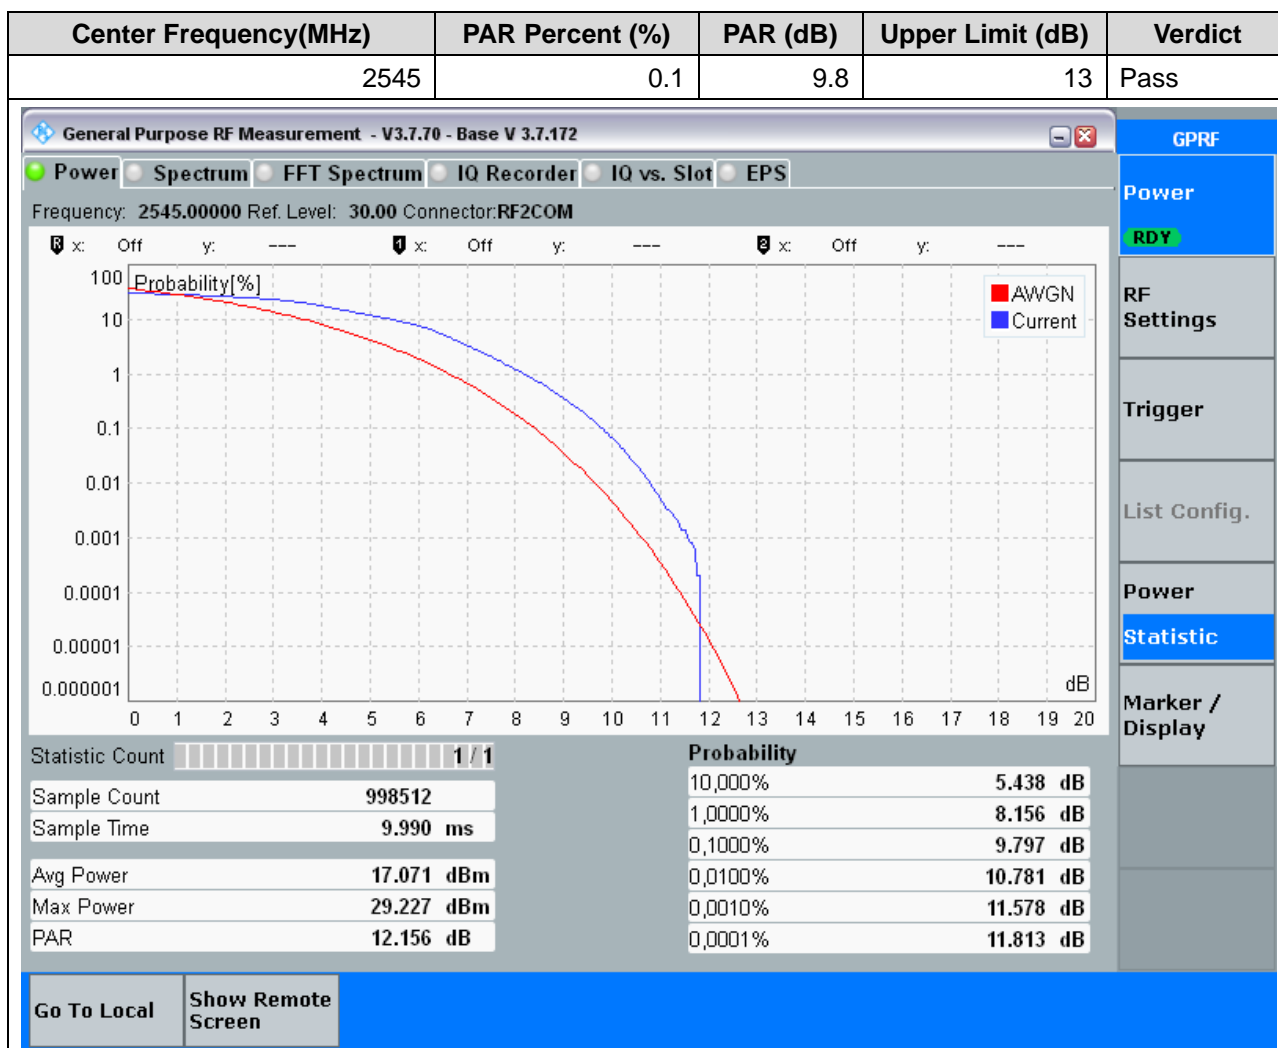 Center Frequency(MHz) PAR Percent (%) PAR (dB) Upper Limit (dB) Verdict
2545 0.1 9.8 13 Pass
General Purpose RF Measurement - V3.7.70 - Base V 3.7.172
GPRF
Power Spectrum FFT Spectrum IQ Recorder IQ vs. Slot EPS
Frequency: 2545.00000 Ref. Level: 30.00 Connector:RF2COM
R x: Off y: --- 1 x: Off y: --- 2 x: Off y: ---
Probability[%]
100
10
1
0.1
0.01
0.001
0.0001
0.00001
0.000001
AWGN
Current
dB
0 1 2 3 4 5 6 7 8 9 10 11 12 13 14 15 16 17 18 19 20
Statistic Count 1 / 1
Sample Count 998512
Sample Time 9.990 ms
Avg Power 17.071 dBm
Max Power 29.227 dBm
PAR 12.156 dB
Probability
10,000% 5.438 dB
1,0000% 8.156 dB
0,1000% 9.797 dB
0,0100% 10.781 dB
0,0010% 11.578 dB
0,0001% 11.813 dB
Power
RDY
RF
Settings
Trigger
List Config.
Power
Statistic
Marker /
Display
Go To Local
Show Remote
Screen